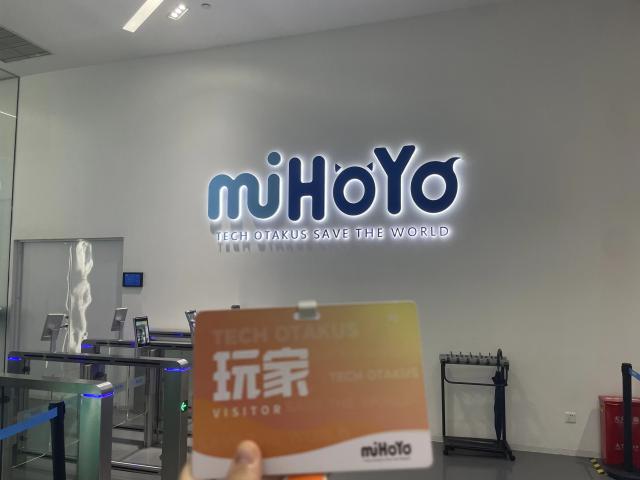 miHoYo
TECH OTAKUS SAVE THE WORLD
TECH OTAKUS
玩家
TECH OTAKUS
VISITOR
miHoYo